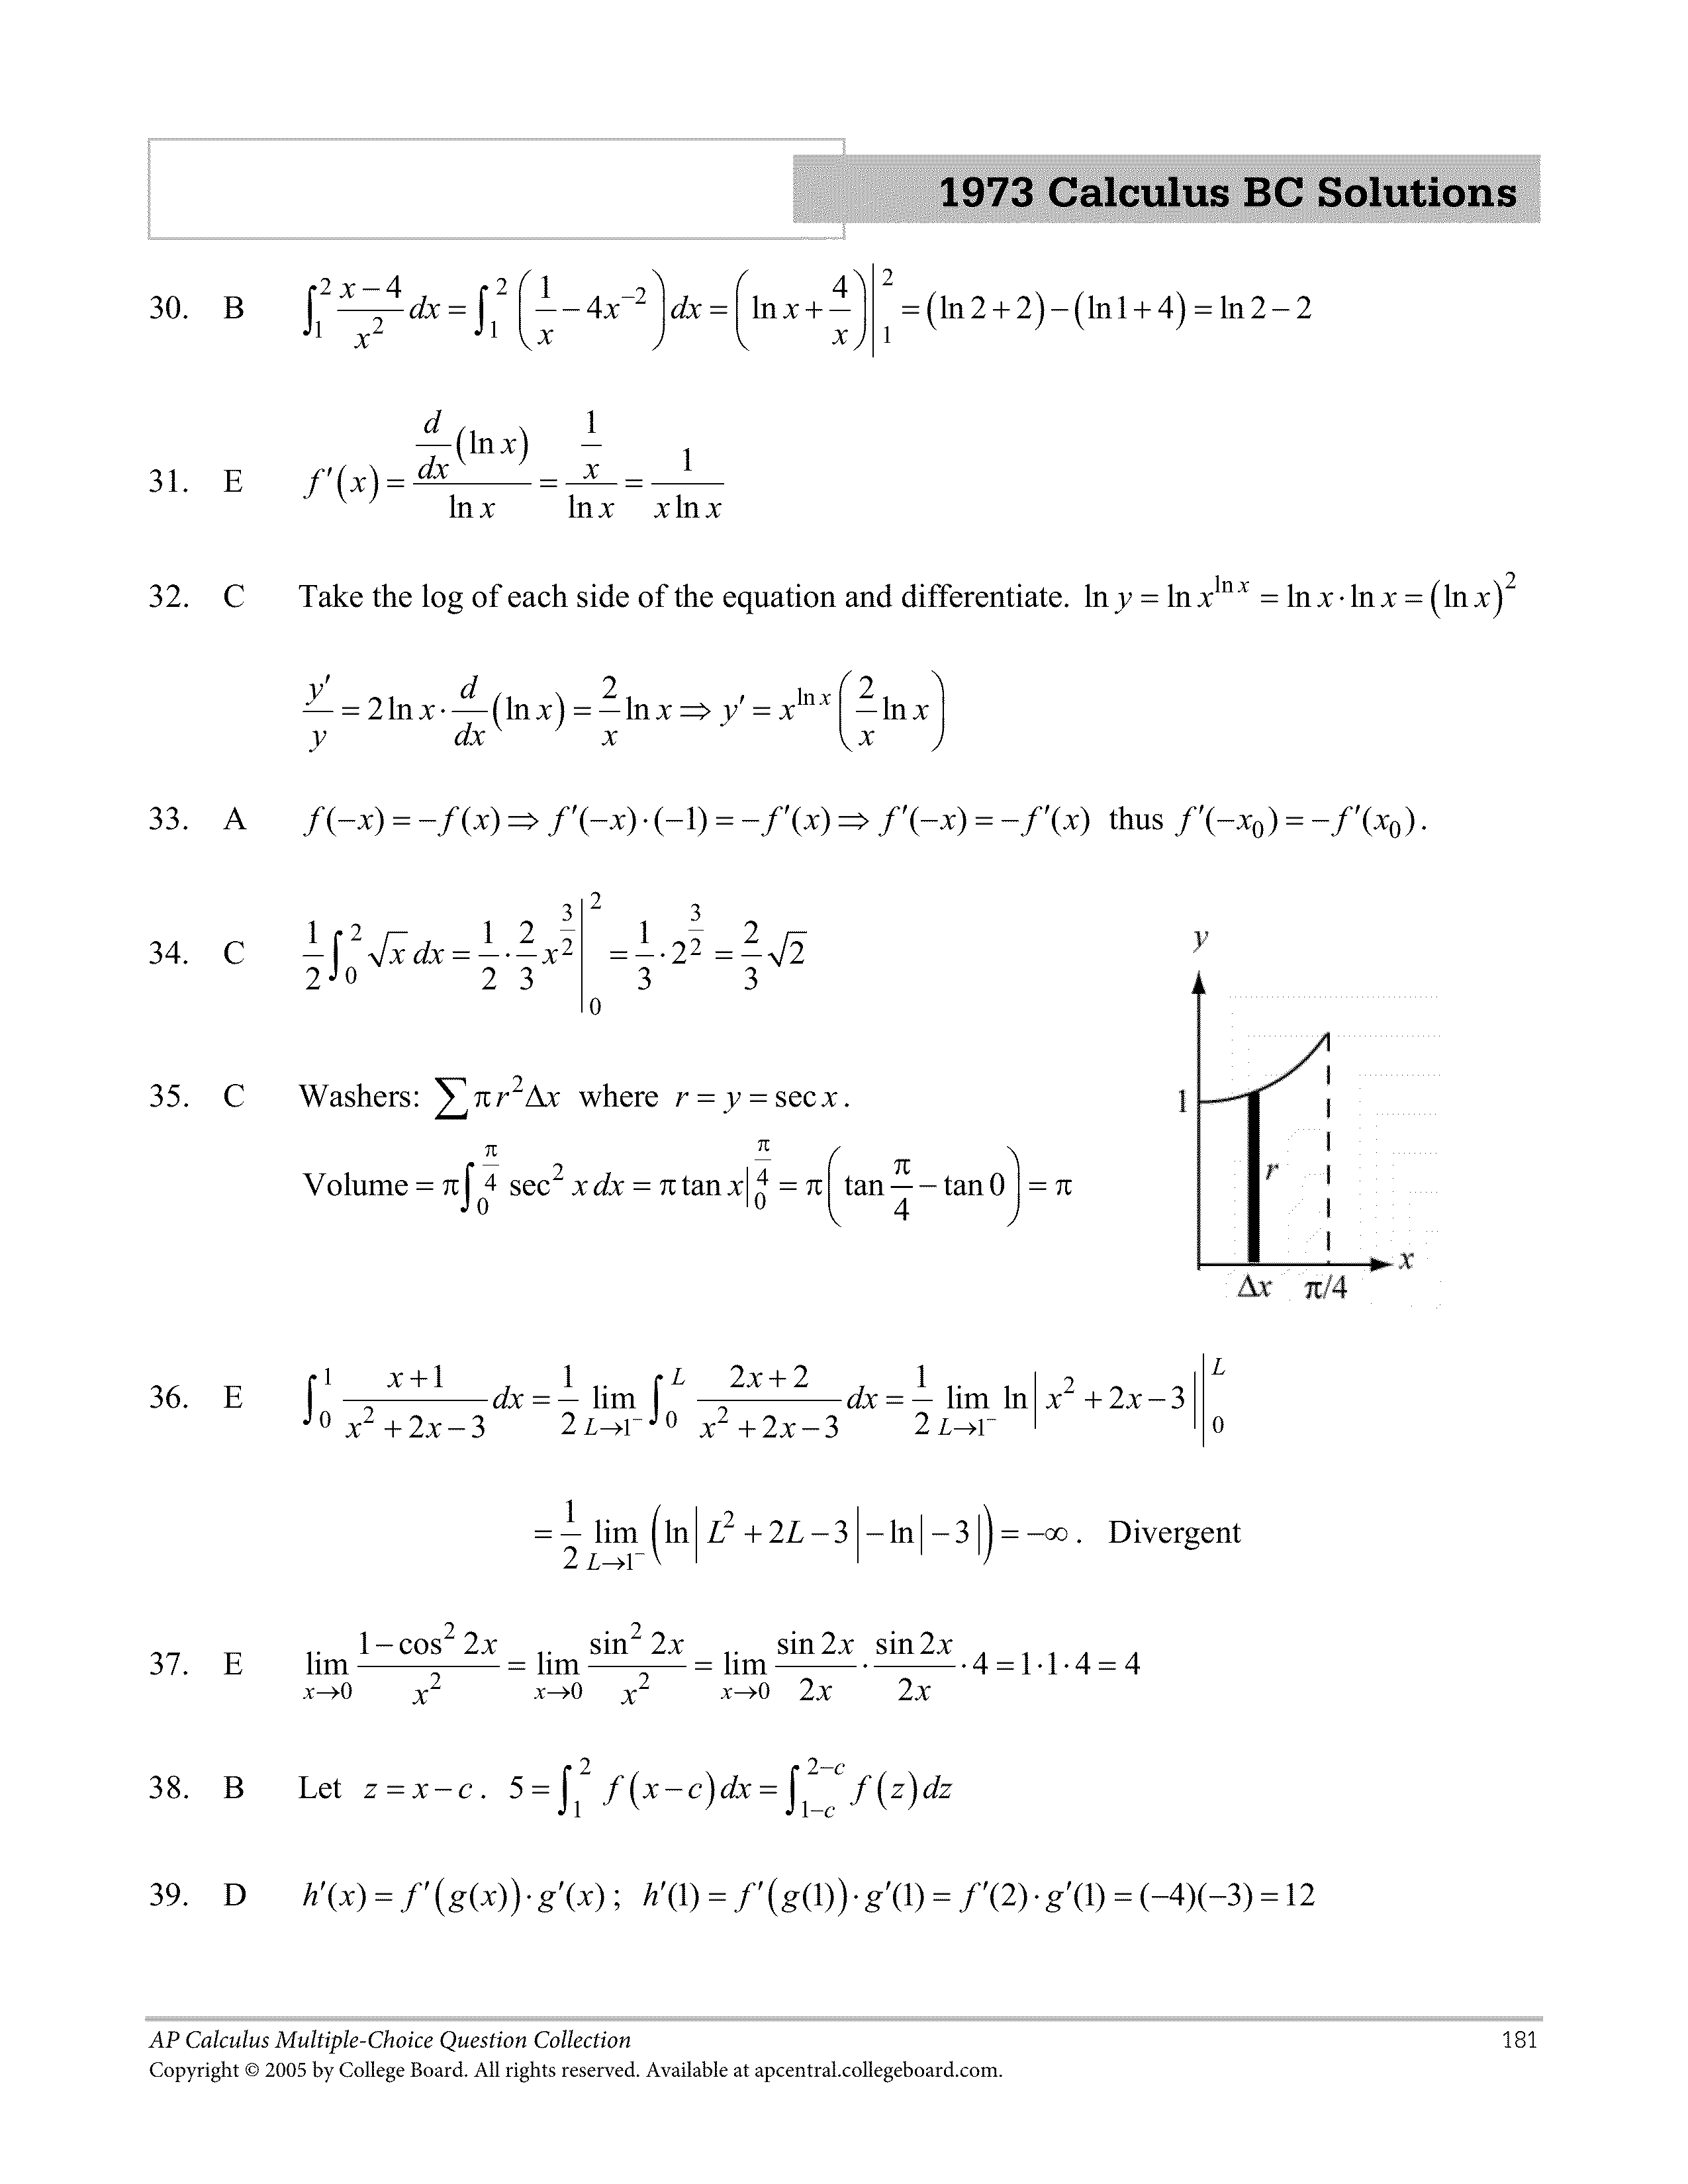 1973 Calculus BC Solutions
30. B $\int_1^2 \frac{x-4}{x^2}dx = \int_1^2 \left(\frac{1}{x} - 4x^{-2}\right)dx = \left(\ln x + \frac{4}{x}\right)\Big|_1^2 = (\ln 2 + 2) - (\ln 1 + 4) = \ln 2 - 2$
31. E $f'(x) = \frac{\frac{d}{dx}(\ln x)}{\ln x} = \frac{\frac{1}{x}}{\ln x} = \frac{1}{x \ln x}$
32. C Take the log of each side of the equation and differentiate. $\ln y = \ln x^{\ln x} = \ln x \cdot \ln x = (\ln x)^2$
$\frac{y'}{y} = 2\ln x \cdot \frac{d}{dx}(\ln x) = \frac{2}{x}\ln x \Rightarrow y' = x^{\ln x}\left(\frac{2}{x}\ln x\right)$
33. A $f(-x) = -f(x) \Rightarrow f'(-x)\cdot(-1) = -f'(x) \Rightarrow f'(-x) = -f'(x)$ thus $f'(-x_0) = -f'(x_0)$.
34. C $\frac{1}{2}\int_0^2 \sqrt{x}\,dx = \frac{1}{2}\cdot\frac{2}{3}x^{\frac{3}{2}}\Big|_0^2 = \frac{1}{3}\cdot 2^{\frac{3}{2}} = \frac{2}{3}\sqrt{2}$
35. C Washers: $\sum \pi r^2 \Delta x$ where $r = y = \sec x$.
Volume $= \pi\int_0^{\frac{\pi}{4}} \sec^2 x\,dx = \pi \tan x\Big|_0^{\frac{\pi}{4}} = \pi\left(\tan\frac{\pi}{4} - \tan 0\right) = \pi$
y
1
r
x
Δx π/4
36. E $\int_0^1 \frac{x+1}{x^2+2x-3}dx = \frac{1}{2}\lim_{L\to 1^-}\int_0^L \frac{2x+2}{x^2+2x-3}dx = \frac{1}{2}\lim_{L\to 1^-}\ln\left|x^2+2x-3\right|\Big|_0^L$
$= \frac{1}{2}\lim_{L\to 1^-}\left(\ln\left|L^2+2L-3\right| - \ln\left|-3\right|\right) = -\infty$. Divergent
37. E $\lim_{x\to 0}\frac{1-\cos^2 2x}{x^2} = \lim_{x\to 0}\frac{\sin^2 2x}{x^2} = \lim_{x\to 0}\frac{\sin 2x}{2x}\cdot\frac{\sin 2x}{2x}\cdot 4 = 1\cdot 1\cdot 4 = 4$
38. B Let $z = x - c$. $5 = \int_1^2 f(x-c)dx = \int_{1-c}^{2-c} f(z)dz$
39. D $h'(x) = f'(g(x))\cdot g'(x)$; $h'(1) = f'(g(1))\cdot g'(1) = f'(2)\cdot g'(1) = (-4)(-3) = 12$
AP Calculus Multiple-Choice Question Collection 181
Copyright © 2005 by College Board. All rights reserved. Available at apcentral.collegeboard.com.